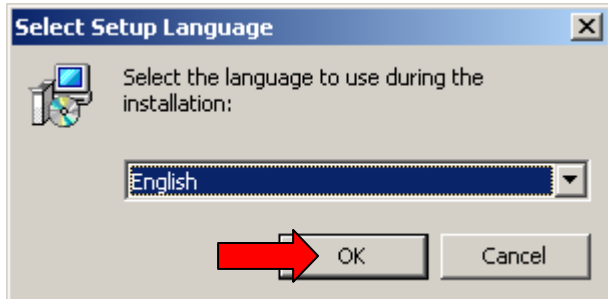 Select Setup Language
Select the language to use during the
installation:
English
OK
Cancel